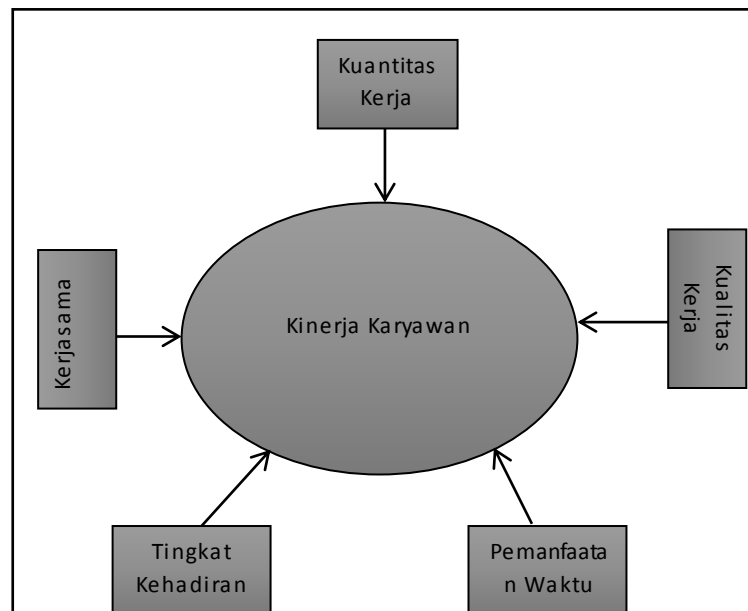 Kuantitas
Kerja
Kualitas
Kerja
Kinerja Karyawan
Kerjasama
Tingkat
Kehadiran
Pemanfaata
n Waktu